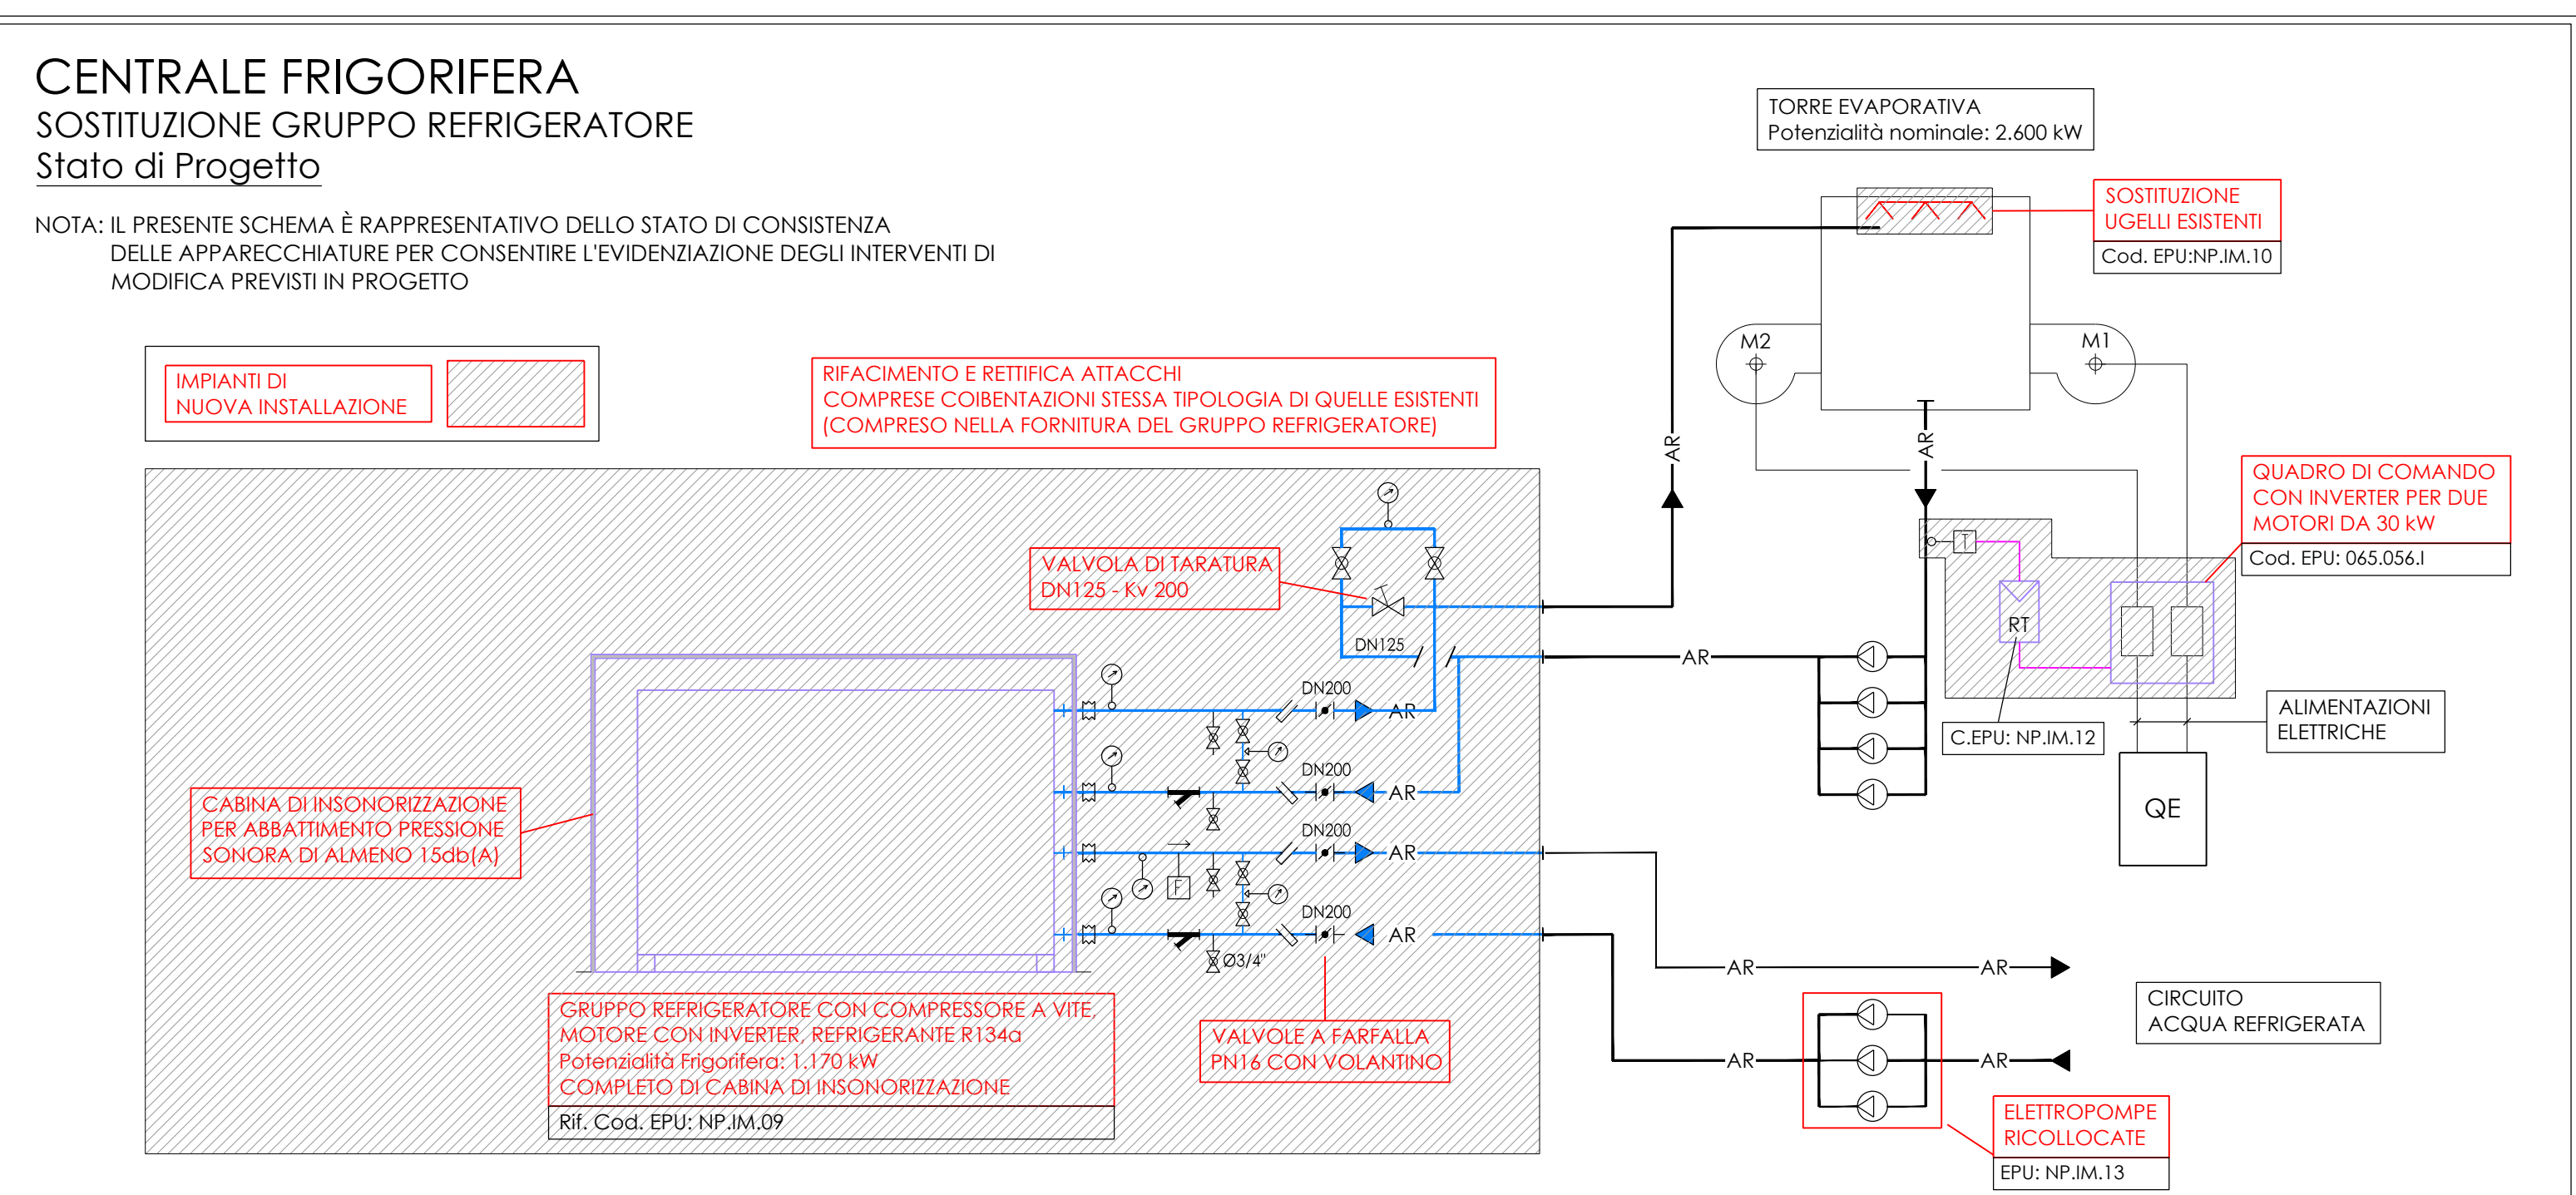 CENTRALE FRIGORIFERA
SOSTITUZIONE GRUPPO REFRIGERATORE
Stato di Progetto
NOTA: IL PRESENTE SCHEMA È RAPPRESENTATIVO DELLO STATO DI CONSISTENZA
DELLE APPARECCHIATURE PER CONSENTIRE L'EVIDENZIAZIONE DEGLI INTERVENTI DI
MODIFICA PREVISTI IN PROGETTO
IMPIANTI DI
NUOVA INSTALLAZIONE
RIFACIMENTO E RETTIFICA ATTACCHI
COMPRESE COIBENTAZIONI STESSA TIPOLOGIA DI QUELLE ESISTENTI
(COMPRESO NELLA FORNITURA DEL GRUPPO REFRIGERATORE)
TORRE EVAPORATIVA
Potenzialità nominale: 2.600 kW
SOSTITUZIONE
UGELLI ESISTENTI
Cod. EPU:NP.IM.10
M2
M1
AR
AR
QUADRO DI COMANDO
CON INVERTER PER DUE
MOTORI DA 30 kW
Cod. EPU: 065.056.I
T
RT
C.EPU: NP.IM.12
ALIMENTAZIONI
ELETTRICHE
QE
VALVOLA DI TARATURA
DN125 - Kv 200
DN125
AR
DN200
AR
DN200
AR
DN200
AR
F
DN200
AR
Ø3/4"
CABINA DI INSONORIZZAZIONE
PER ABBATTIMENTO PRESSIONE
SONORA DI ALMENO 15db(A)
GRUPPO REFRIGERATORE CON COMPRESSORE A VITE,
MOTORE CON INVERTER, REFRIGERANTE R134a
Potenzialità Frigorifera: 1.170 kW
COMPLETO DI CABINA DI INSONORIZZAZIONE
Rif. Cod. EPU: NP.IM.09
VALVOLE A FARFALLA
PN16 CON VOLANTINO
AR
AR
AR
AR
CIRCUITO
ACQUA REFRIGERATA
ELETTROPOMPE
RICOLLOCATE
EPU: NP.IM.13